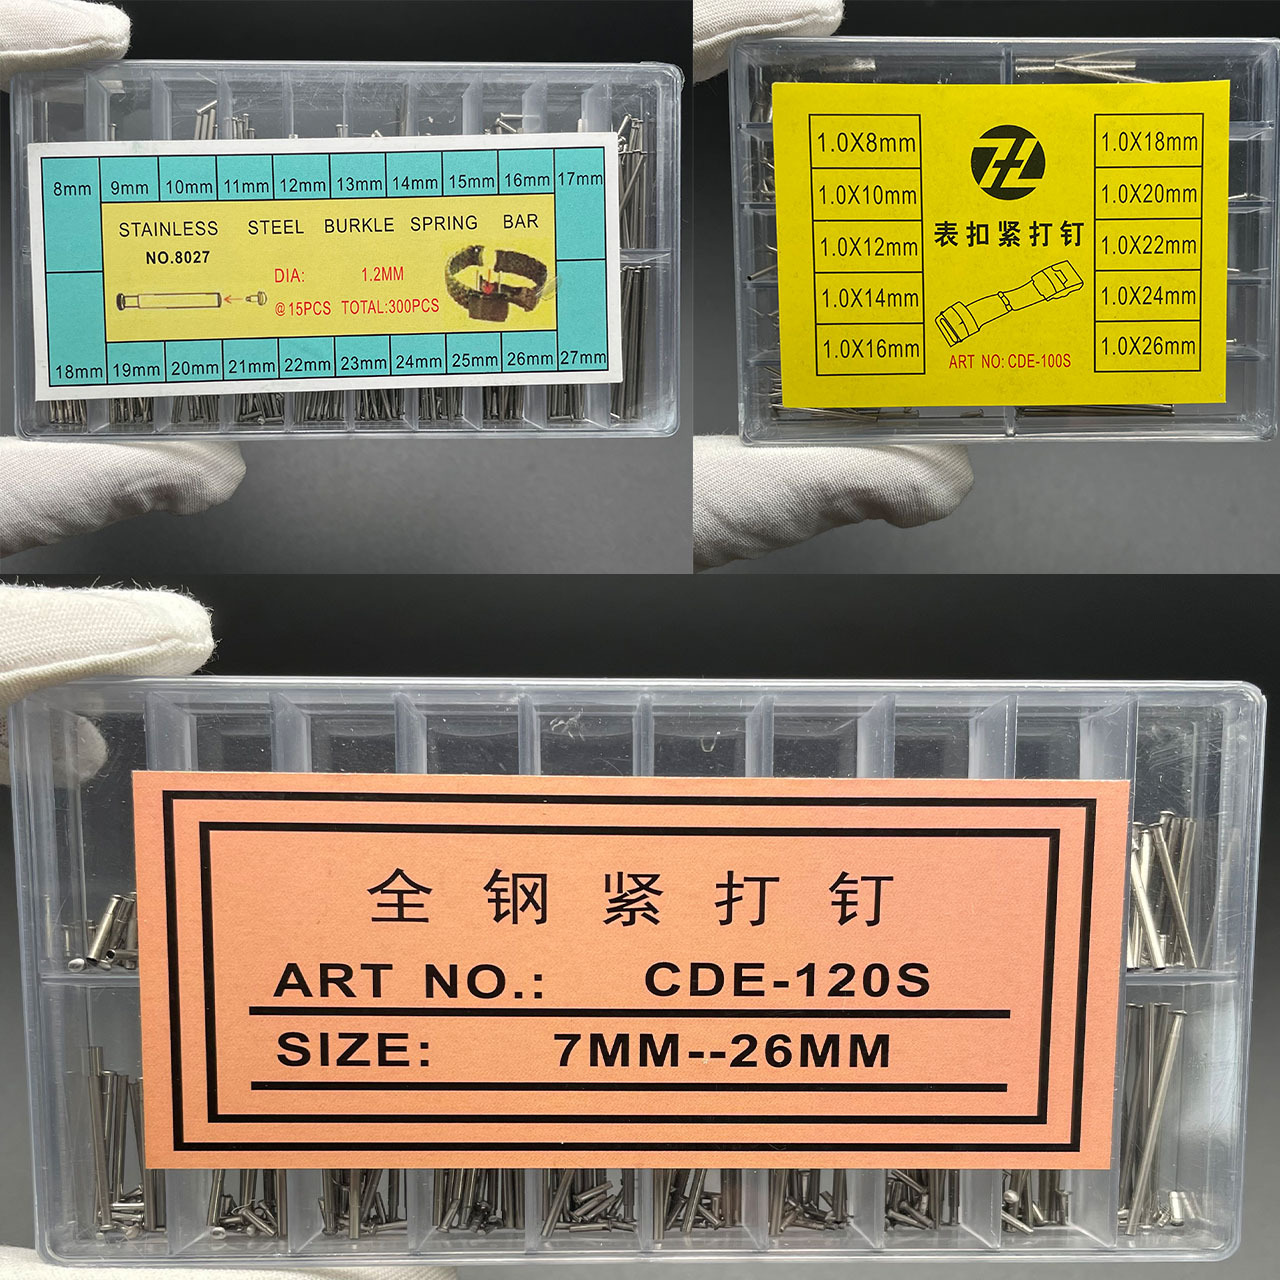 8mm 9mm 10mm 11mm 12mm 13mm 14mm 15mm 16mm 17mm
STAINLESS STEEL BURKLE SPRING BAR
NO.8027
DIA: 1.2MM
@15PCS TOTAL:300PCS
18mm 19mm 20mm 21mm 22mm 23mm 24mm 25mm 26mm 27mm
1.0X8mm
1.0X10mm
1.0X12mm
1.0X14mm
1.0X16mm
表扣紧打钉
ART NO: CDE-100S
1.0X18mm
1.0X20mm
1.0X22mm
1.0X24mm
1.0X26mm
全钢紧打钉
ART NO.: CDE-120S
SIZE: 7MM--26MM